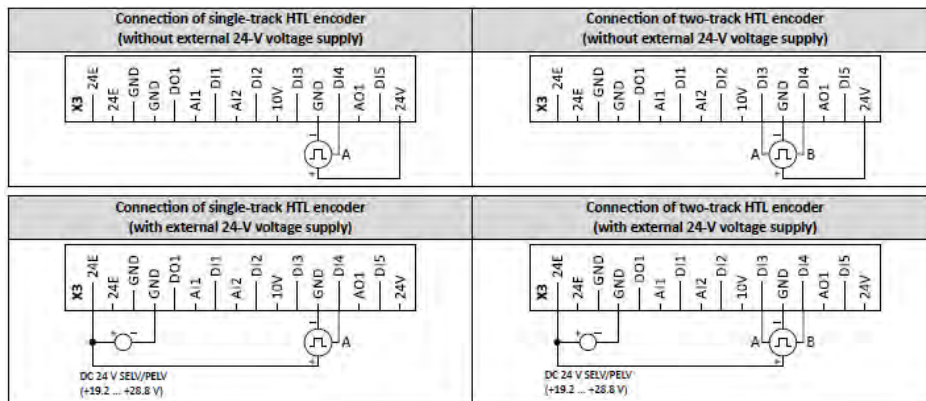 Connection of single-track HTL encoder
(without external 24-V voltage supply)
X3 24E 24E GND GND DO1 AI1 DI1 AI2 DI2 10V DI3 GND DI4 AO1 DI5 24V
−
A
+
Connection of two-track HTL encoder
(without external 24-V voltage supply)
X3 24E 24E GND GND DO1 AI1 DI1 AI2 DI2 10V DI3 GND DI4 AO1 DI5 24V
−
A B
+
Connection of single-track HTL encoder
(with external 24-V voltage supply)
X3 24E 24E GND GND DO1 AI1 DI1 AI2 DI2 10V DI3 GND DI4 AO1 DI5 24V
+ − −
A
+
DC 24 V SELV/PELV
(+19.2 ... +28.8 V)
Connection of two-track HTL encoder
(with external 24-V voltage supply)
X3 24E 24E GND GND DO1 AI1 DI1 AI2 DI2 10V DI3 GND DI4 AO1 DI5 24V
+ − −
A B
+
DC 24 V SELV/PELV
(+19.2 ... +28.8 V)